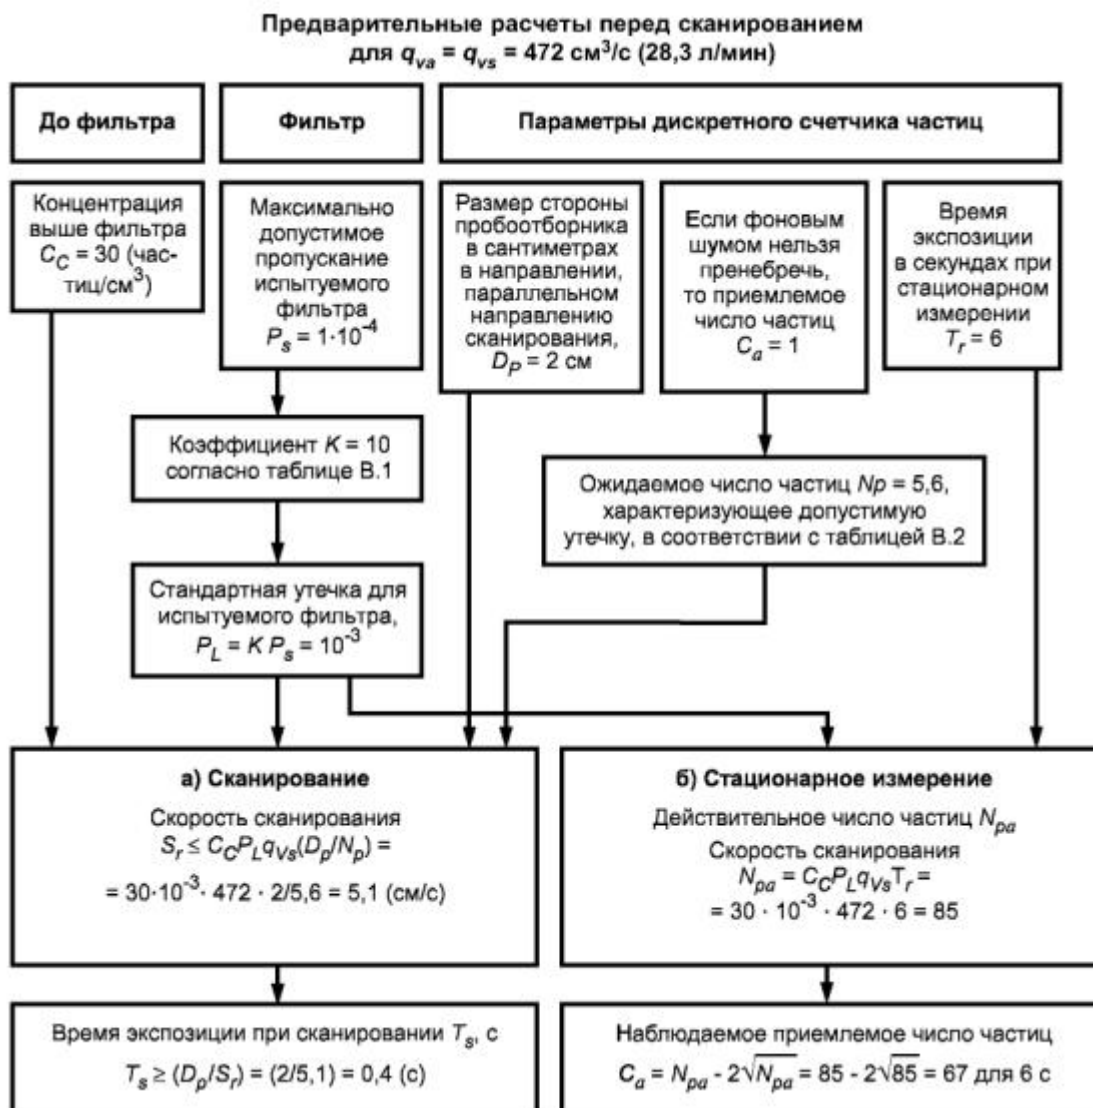 Предварительные расчеты перед сканированием
для qva = qvs = 472 см³/с (28,3 л/мин)
До фильтра
Фильтр
Параметры дискретного счетчика частиц
Концентрация
выше фильтра
C_C = 30 (час-
тиц/см³)
Максимально
допустимое
пропускание
испытуемого
фильтра
P_s = 1·10⁻⁴
Размер стороны
пробоотборника
в сантиметрах
в направлении,
параллельном
направлению
сканирования,
D_P = 2 см
Если фоновым
шумом нельзя
пренебречь,
то приемлемое
число частиц
C_a = 1
Время
экспозиции
в секундах при
стационарном
измерении
T_r = 6
Коэффициент K = 10
согласно таблице В.1
Ожидаемое число частиц Np = 5,6,
характеризующее допустимую
утечку, в соответствии с таблицей В.2
Стандартная утечка для
испытуемого фильтра,
P_L = K P_s = 10⁻³
а) Сканирование
Скорость сканирования
S_r ≤ C_C P_L q_Vs (D_p/N_p) =
= 30·10⁻³· 472 · 2/5,6 = 5,1 (см/с)
б) Стационарное измерение
Действительное число частиц N_pa
Скорость сканирования
N_pa = C_C P_L q_Vs T_r =
= 30 · 10⁻³ · 472 · 6 = 85
Время экспозиции при сканировании T_s, с
T_s ≥ (D_p/S_r) = (2/5,1) = 0,4 (с)
Наблюдаемое приемлемое число частиц
C_a = N_pa - 2√N_pa = 85 - 2√85 = 67 для 6 с